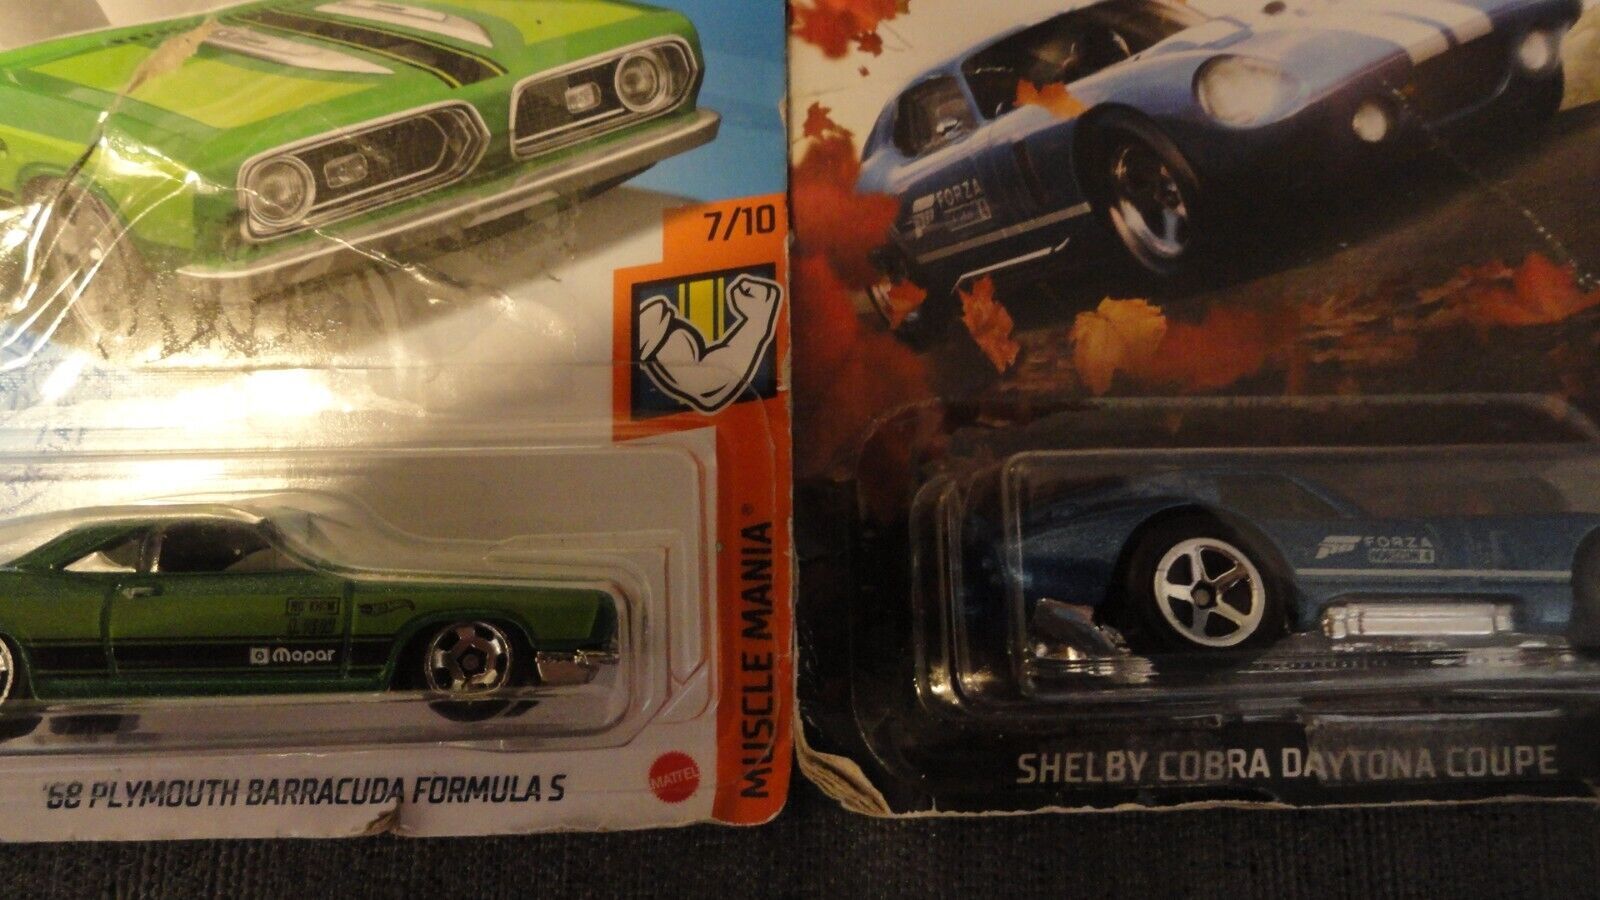 7/10
MUSCLE MANIA®
Mopar
'68 PLYMOUTH BARRACUDA FORMULA S
MATTEL
FORZA
FORZA
SHELBY COBRA DAYTONA COUPE